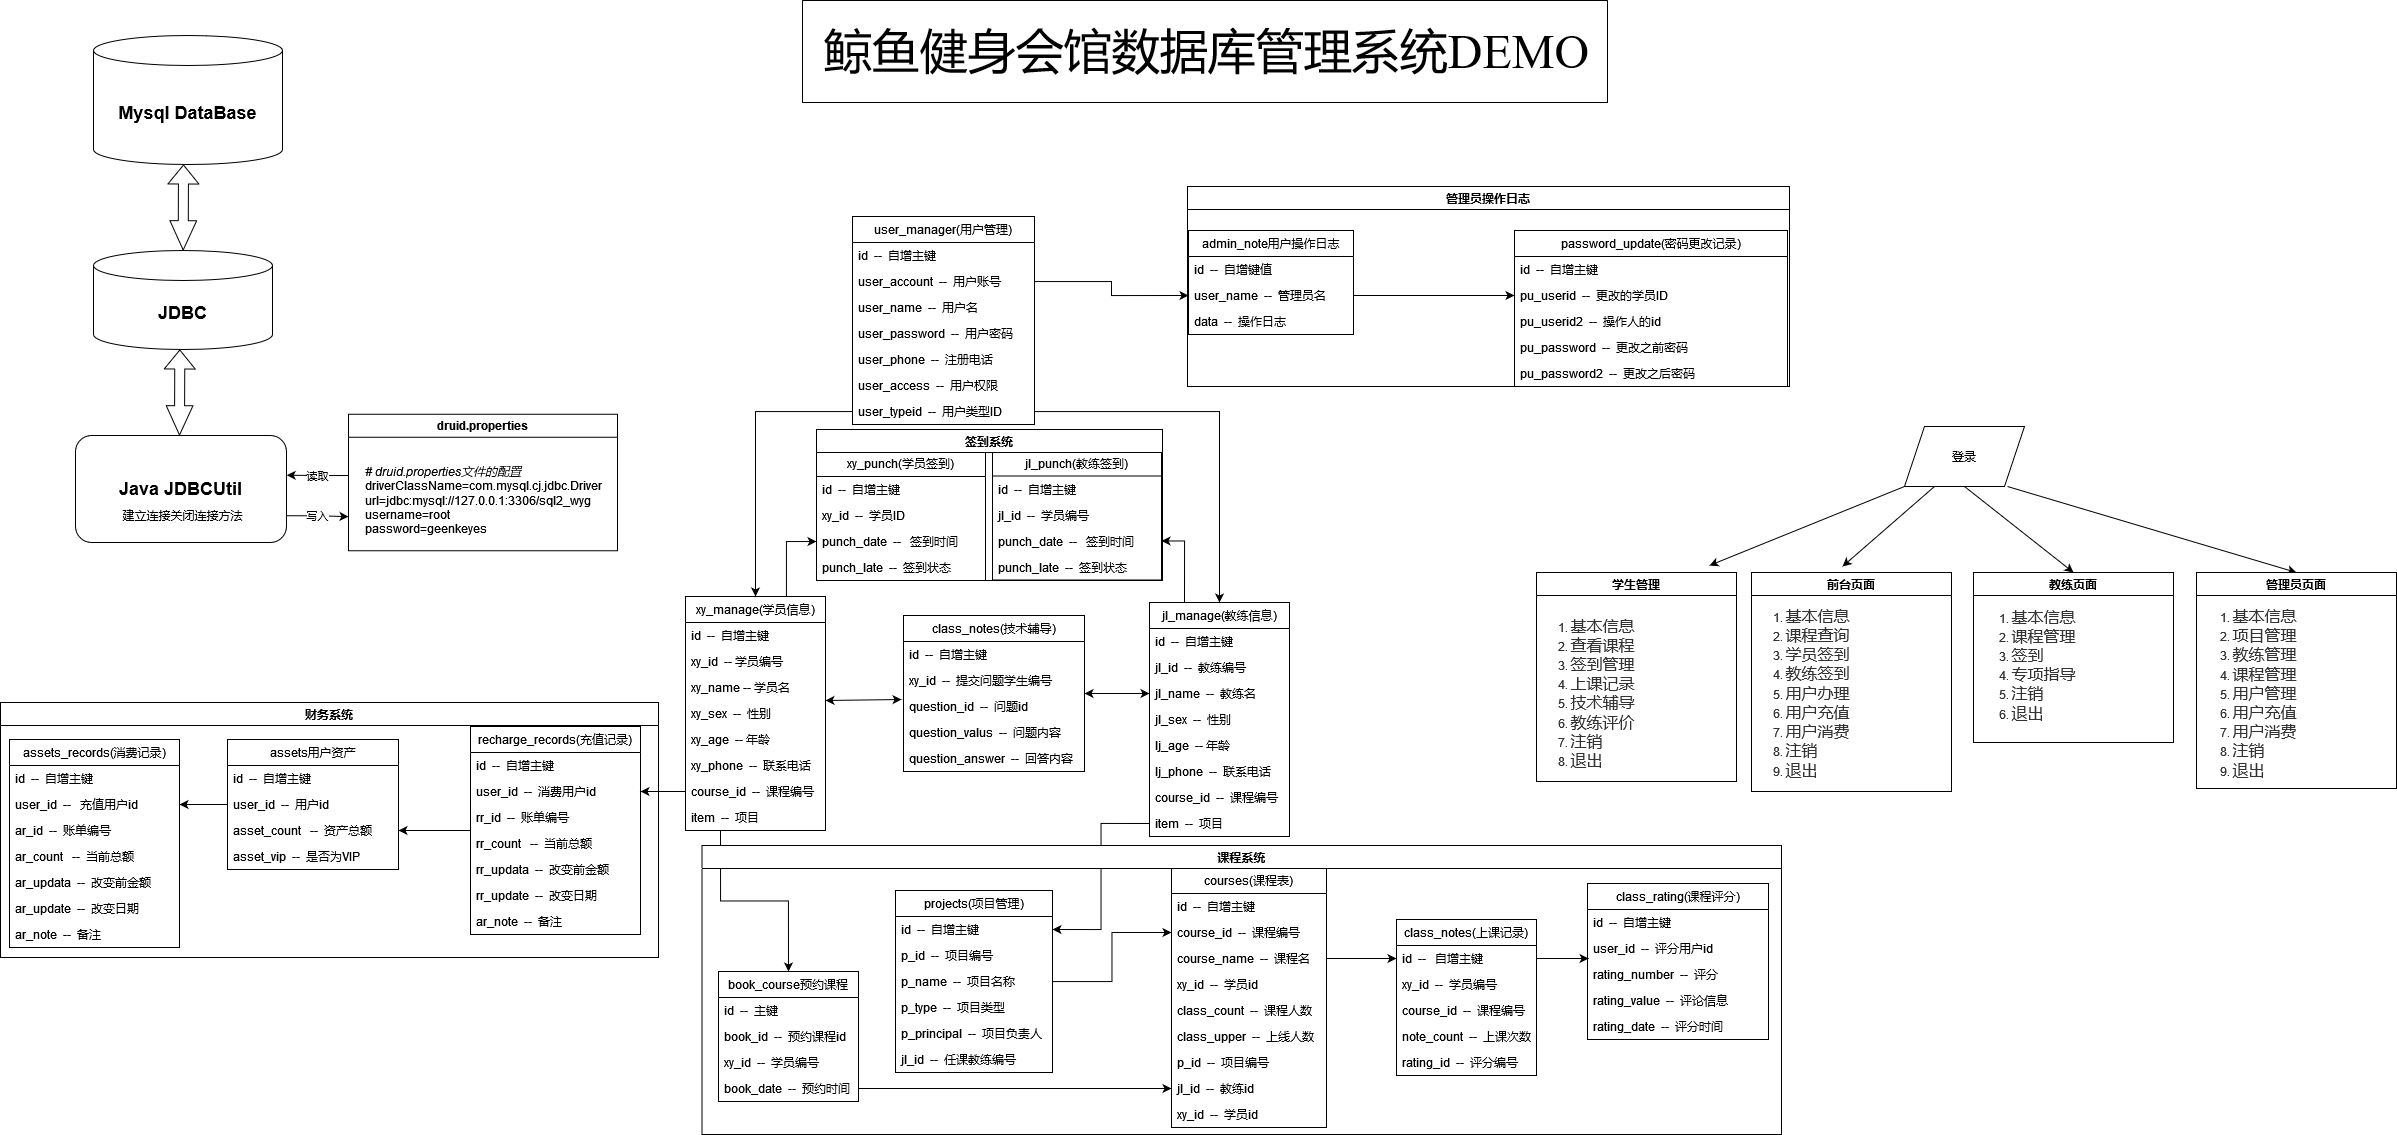 鲸鱼健身会馆数据库管理系统DEMO
Mysql DataBase
JDBC
Java JDBCUtil
建立连接关闭连接方法
读取
写入
druid.properties
# druid.properties文件的配置
driverClassName=com.mysql.cj.jdbc.Driver
url=jdbc:mysql://127.0.0.1:3306/sql2_wyg
username=root
password=geenkeyes
user_manager(用户管理)
id -- 自增主键
user_account -- 用户账号
user_name -- 用户名
user_password -- 用户密码
user_phone -- 注册电话
user_access -- 用户权限
user_typeid -- 用户类型ID
管理员操作日志
admin_note用户操作日志
id -- 自增键值
user_name -- 管理员名
data -- 操作日志
password_update(密码更改记录)
id -- 自增主键
pu_userid -- 更改的学员ID
pu_userid2 -- 操作人的id
pu_password -- 更改之前密码
pu_password2 -- 更改之后密码
签到系统
xy_punch(学员签到)
id -- 自增主键
xy_id -- 学员ID
punch_date -- 签到时间
punch_late -- 签到状态
jl_punch(教练签到)
id -- 自增主键
jl_id -- 学员编号
punch_date -- 签到时间
punch_late -- 签到状态
xy_manage(学员信息)
id -- 自增主键
xy_id -- 学员编号
xy_name -- 学员名
xy_sex -- 性别
xy_age -- 年龄
xy_phone -- 联系电话
course_id -- 课程编号
item -- 项目
class_notes(技术辅导)
id -- 自增主键
xy_id -- 提交问题学生编号
question_id -- 问题id
question_valus -- 问题内容
question_answer -- 回答内容
jl_manage(教练信息)
id -- 自增主键
jl_id -- 教练编号
jl_name -- 教练名
jl_sex -- 性别
lj_age -- 年龄
lj_phone -- 联系电话
course_id -- 课程编号
item -- 项目
登录
学生管理
1. 基本信息
2. 查看课程
3. 签到管理
4. 上课记录
5. 技术辅导
6. 教练评价
7. 注销
8. 退出
前台页面
1. 基本信息
2. 课程查询
3. 学员签到
4. 教练签到
5. 用户办理
6. 用户充值
7. 用户消费
8. 注销
9. 退出
教练页面
1. 基本信息
2. 课程管理
3. 签到
4. 专项指导
5. 注销
6. 退出
管理员页面
1. 基本信息
2. 项目管理
3. 教练管理
4. 课程管理
5. 用户管理
6. 用户充值
7. 用户消费
8. 注销
9. 退出
财务系统
assets_records(消费记录)
id -- 自增主键
user_id -- 充值用户id
ar_id -- 账单编号
ar_count -- 当前总额
ar_updata -- 改变前金额
ar_update -- 改变日期
ar_note -- 备注
assets用户资产
id -- 自增主键
user_id -- 用户id
asset_count -- 资产总额
asset_vip -- 是否为VIP
recharge_records(充值记录)
id -- 自增主键
user_id -- 消费用户id
rr_id -- 账单编号
rr_count -- 当前总额
rr_updata -- 改变前金额
rr_update -- 改变日期
ar_note -- 备注
课程系统
book_course预约课程
id -- 主键
book_id -- 预约课程id
xy_id -- 学员编号
book_date -- 预约时间
projects(项目管理)
id -- 自增主键
p_id -- 项目编号
p_name -- 项目名称
p_type -- 项目类型
p_principal -- 项目负责人
jl_id -- 任课教练编号
courses(课程表)
id -- 自增主键
course_id -- 课程编号
course_name -- 课程名
xy_id -- 学员id
class_count -- 课程人数
class_upper -- 上线人数
p_id -- 项目编号
jl_id -- 教练id
xy_id -- 学员id
class_notes(上课记录)
id -- 自增主键
xy_id -- 学员编号
course_id -- 课程编号
note_count -- 上课次数
rating_id -- 评分编号
class_rating(课程评分)
id -- 自增主键
user_id -- 评分用户id
rating_number -- 评分
rating_value -- 评论信息
rating_date -- 评分时间